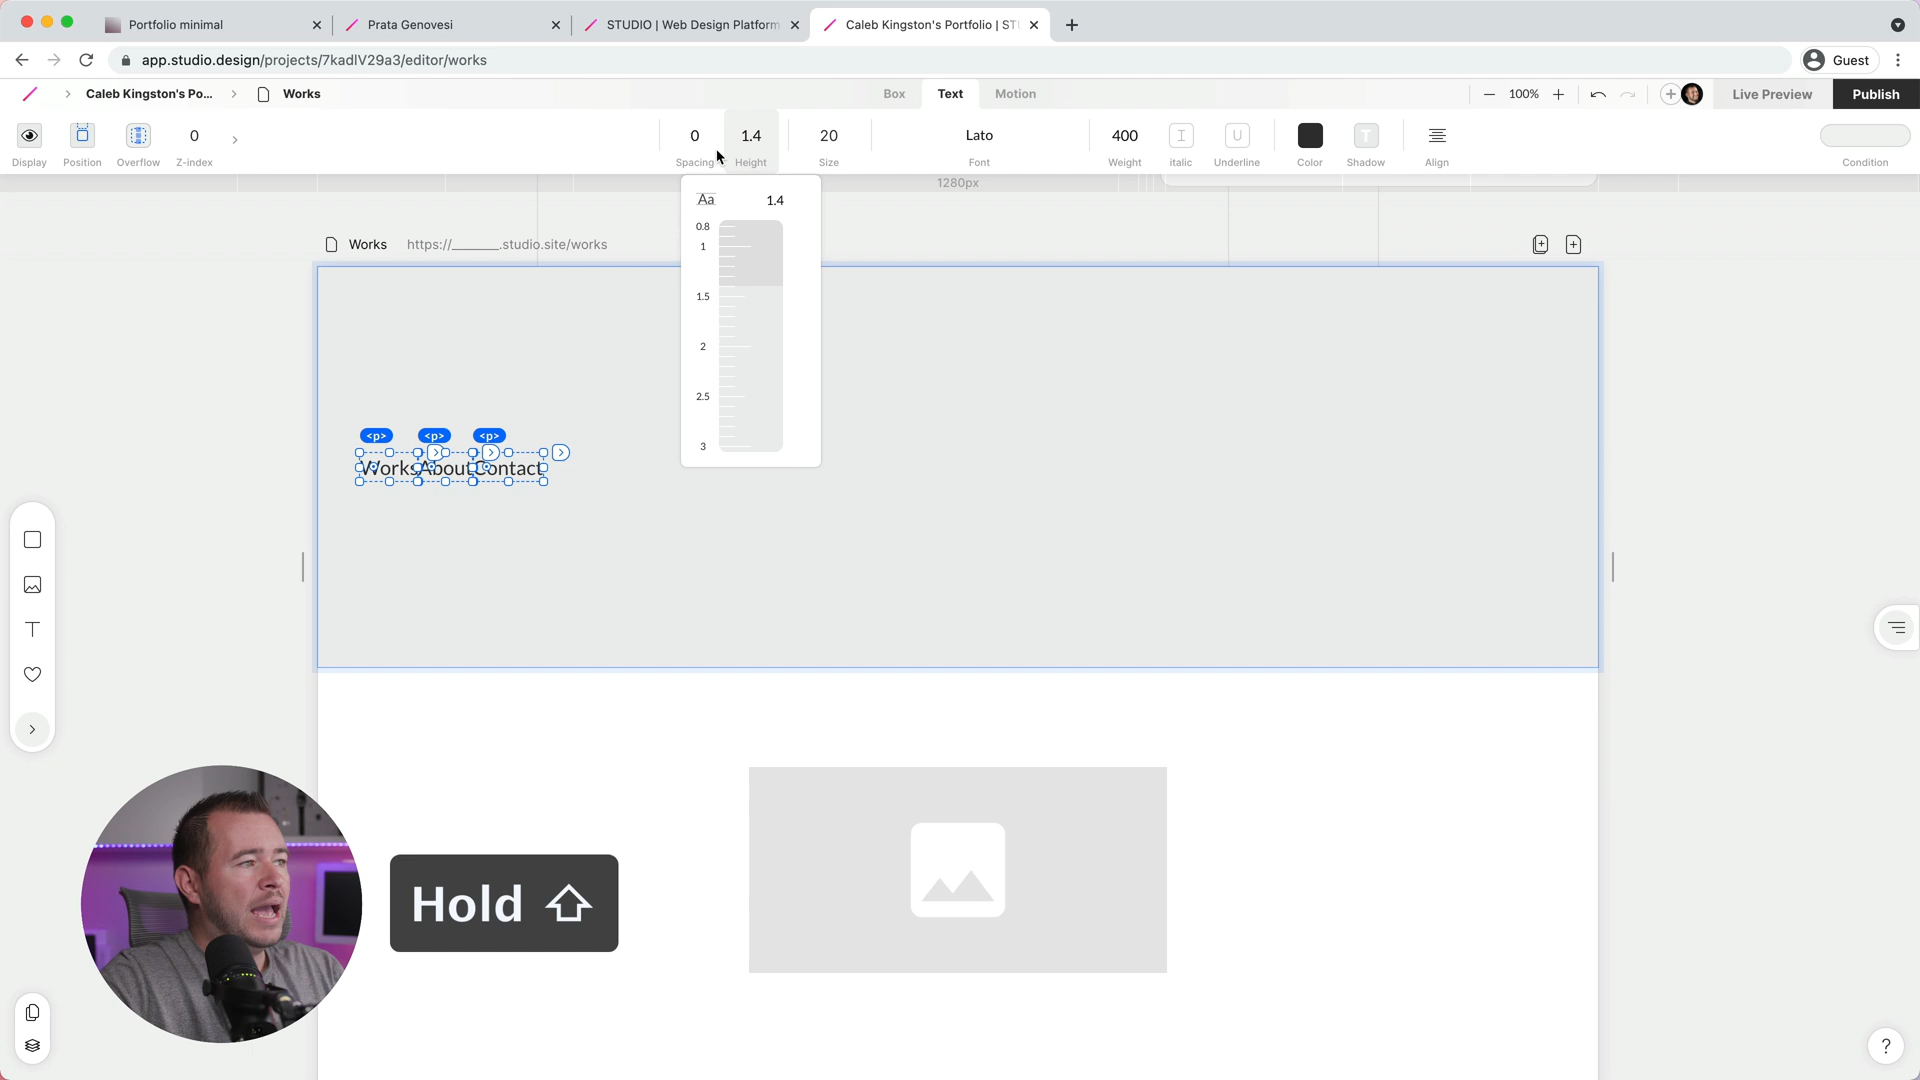 Portfolio minimal
Prata Genovesi
STUDIO | Web Design Platform
Caleb Kingston's Portfolio | ST
app.studio.design/projects/7kadlV29a3/editor/works
Guest
Caleb Kingston's Po...
Works
Box
Text
Motion
100%
Live Preview
Publish
0
0
1.4
20
Lato
400
I
U
T
Display
Position
Overflow
Z-index
Spacing
Height
Size
Font
Weight
italic
Underline
Color
Shadow
Align
Condition
1280px
Aa
1.4
0.8
1
1.5
2
2.5
3
Works
https://_______.studio.site/works
<p>
<p>
<p>
Works
About
Contact
T
Hold
?